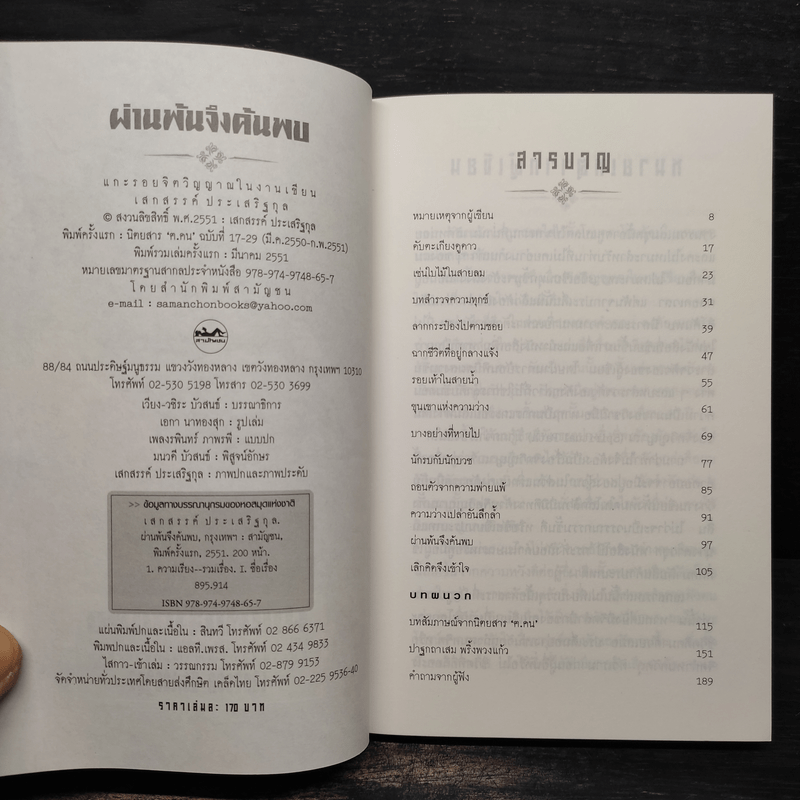 ผ่านพ้นจึงค้นพบ
แกะรอยจิตวิญญาณในงานเขียน
เสกสรรค์ ประเสริฐกุล
© สงวนลิขสิทธิ์ พ.ศ.2551 : เสกสรรค์ ประเสริฐกุล
พิมพ์ครั้งแรก : นิตยสาร 'ฅ.คน' ฉบับที่ 17-29 (มี.ค.2550-ก.พ.2551)
พิมพ์รวมเล่มครั้งแรก : มีนาคม 2551
หมายเลขมาตรฐานสากลประจำหนังสือ 978-974-9748-65-7
โดยสำนักพิมพ์สามัญชน
e-mail : samanchonbooks@yahoo.com
สามัญชน
88/84 ถนนประดิษฐ์มนูธรรม แขวงวังทองหลาง เขตวังทองหลาง กรุงเทพฯ 10310
โทรศัพท์ 02-530 5198 โทรสาร 02-530 3699
เวียง-วชิระ บัวสนธ์ : บรรณาธิการ
เอกา นาทองสุก : รูปเล่ม
เพลงรพินทร์ ภาพรพี : แบบปก
มนวดี บัวสนธ์ : พิสูจน์อักษร
เสกสรรค์ ประเสริฐกุล : ภาพปกและภาพประดับ
>> ข้อมูลทางบรรณานุกรมของหอสมุดแห่งชาติ
เสกสรรค์ ประเสริฐกุล.
ผ่านพ้นจึงค้นพบ, กรุงเทพฯ : สามัญชน.
พิมพ์ครั้งแรก, 2551. 200 หน้า.
1. ความเรียง--รวมเรื่อง. I. ชื่อเรื่อง
895.914
ISBN 978-974-9748-65-7
แผ่นพิมพ์ปกและเนื้อใน : สินทวี โทรศัพท์ 02 866 6371
พิมพ์ปกและเนื้อใน : แอลที.เพรส. โทรศัพท์ 02 434 9833
ไสกาว-เข้าเล่ม : วรรณกรรม โทรศัพท์ 02-879 9153
จัดจำหน่ายทั่วประเทศโดยสายส่งศึกษิต เคล็ดไทย โทรศัพท์ 02-225 9536-40
ราคาเล่มละ 170 บาท
สารบาญ
หมายเหตุจากผู้เขียน 8
ดับตะเกียงดูดาว 17
เช่นใบไม้ในสายลม 23
บทสำรวจความทุกข์ 31
ลากกระป๋องไปตามซอย 39
ฉากชีวิตที่อยู่กลางแจ้ง 47
รอยเท้าในสายน้ำ 55
ขุนเขาแห่งความว่าง 61
บางอย่างที่หายไป 69
นักรบกับนักบวช 77
ถอนตัวจากความพ่ายแพ้ 85
ความว่างเปล่าอันลึกล้ำ 91
ผ่านพ้นจึงค้นพบ 97
เลิกคิดจึงเข้าใจ 105
บทผนวก
บทสัมภาษณ์จากนิตยสาร 'ฅ.คน' 115
ปาฐกถาเสม พริ้งพวงแก้ว 151
คำถามจากผู้ฟัง 189